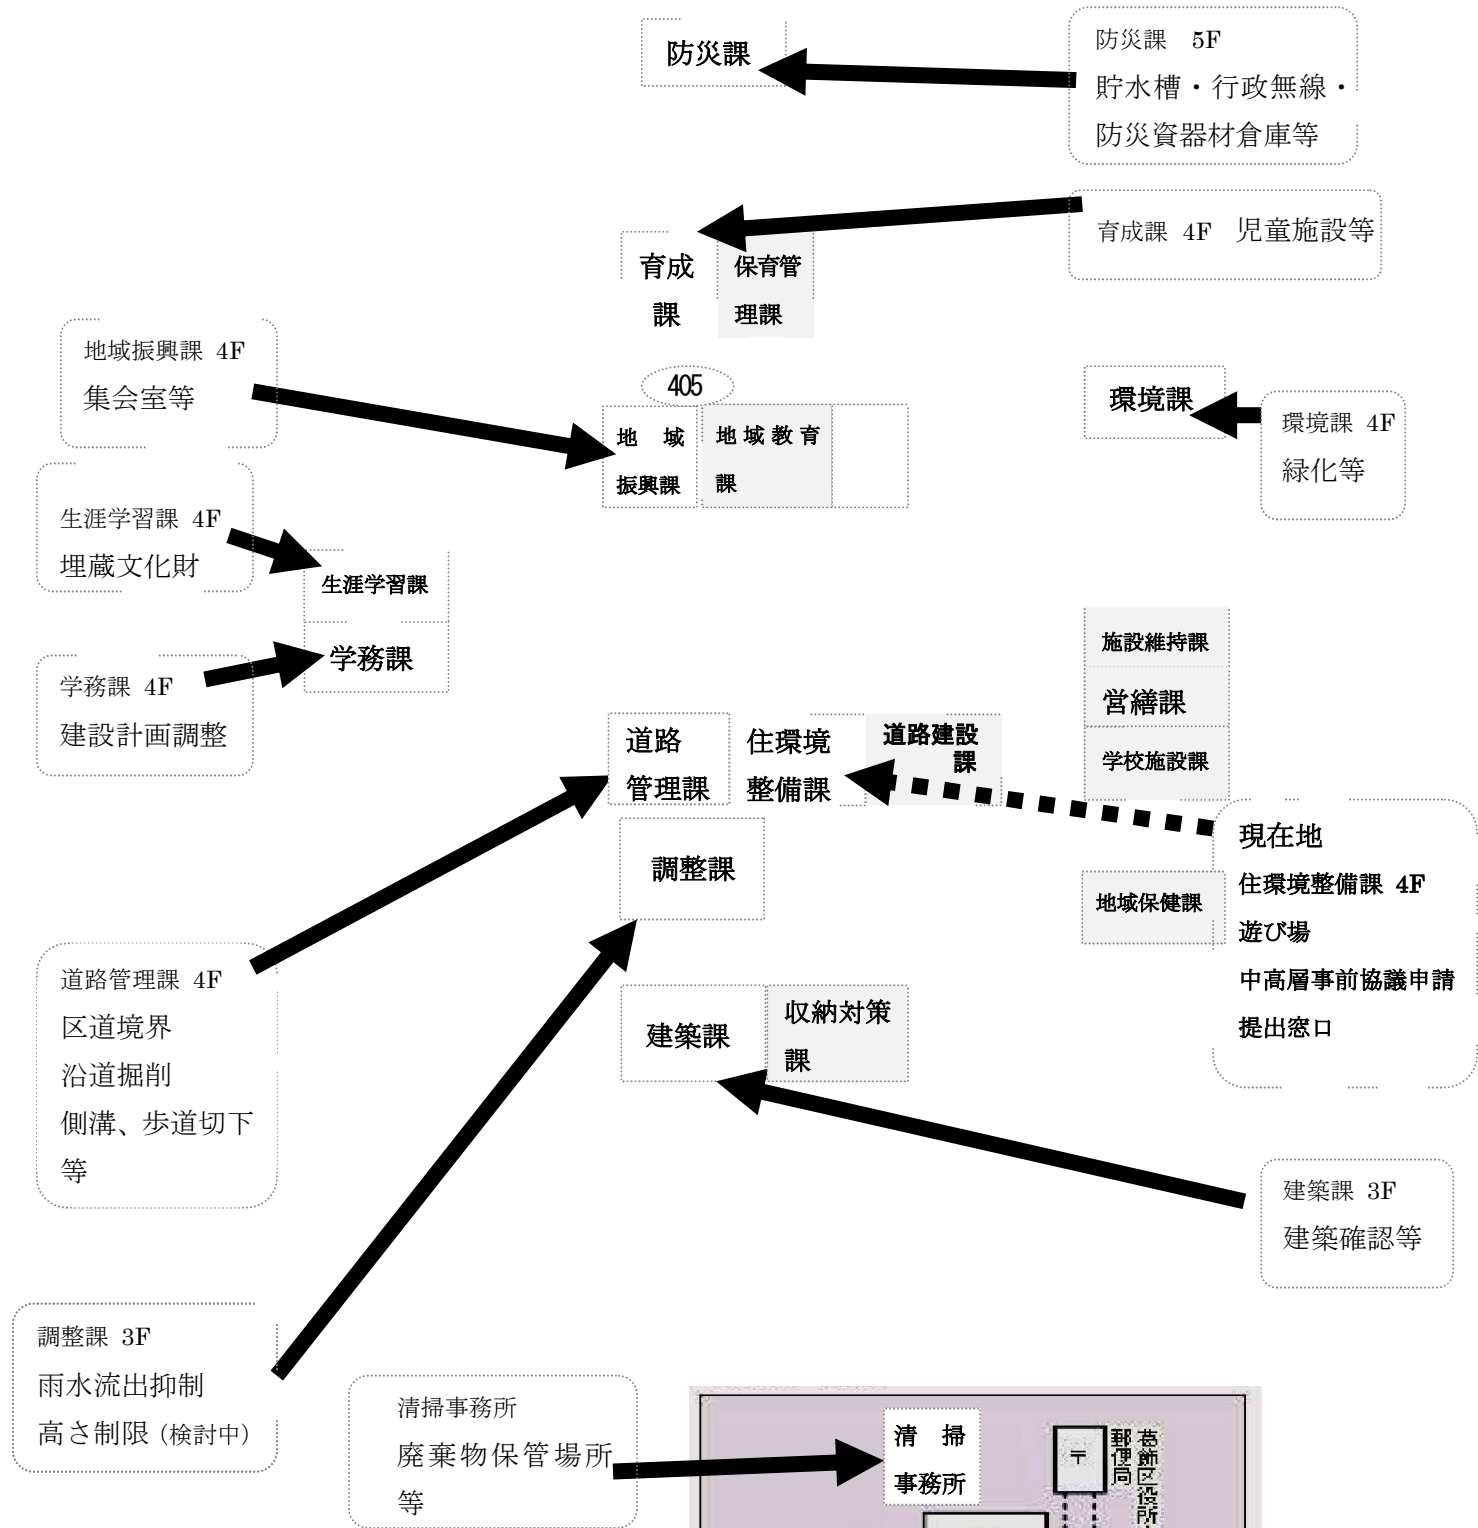 防災課
防災課 5F
貯水槽・行政無線・
防災資器材倉庫等
育成
課
保育管
理課
育成課 4F 児童施設等
地域振興課 4F
集会室等
405
地 域
振興課
地域教育
課
環境課
環境課 4F
緑化等
生涯学習課 4F
埋蔵文化財
生涯学習課
学務課
学務課 4F
建設計画調整
施設維持課
営繕課
学校施設課
道路
管理課
住環境
整備課
道路建設
課
調整課
地域保健課
現在地
住環境整備課 4F
遊び場
中高層事前協議申請
提出窓口
道路管理課 4F
区道境界
沿道掘削
側溝、歩道切下
等
建築課
収納対策
課
建築課 3F
建築確認等
調整課 3F
雨水流出抑制
高さ制限（検討中）
清掃事務所
廃棄物保管場所
等
清 掃
事務所
〒
葛飾区役所
郵便局